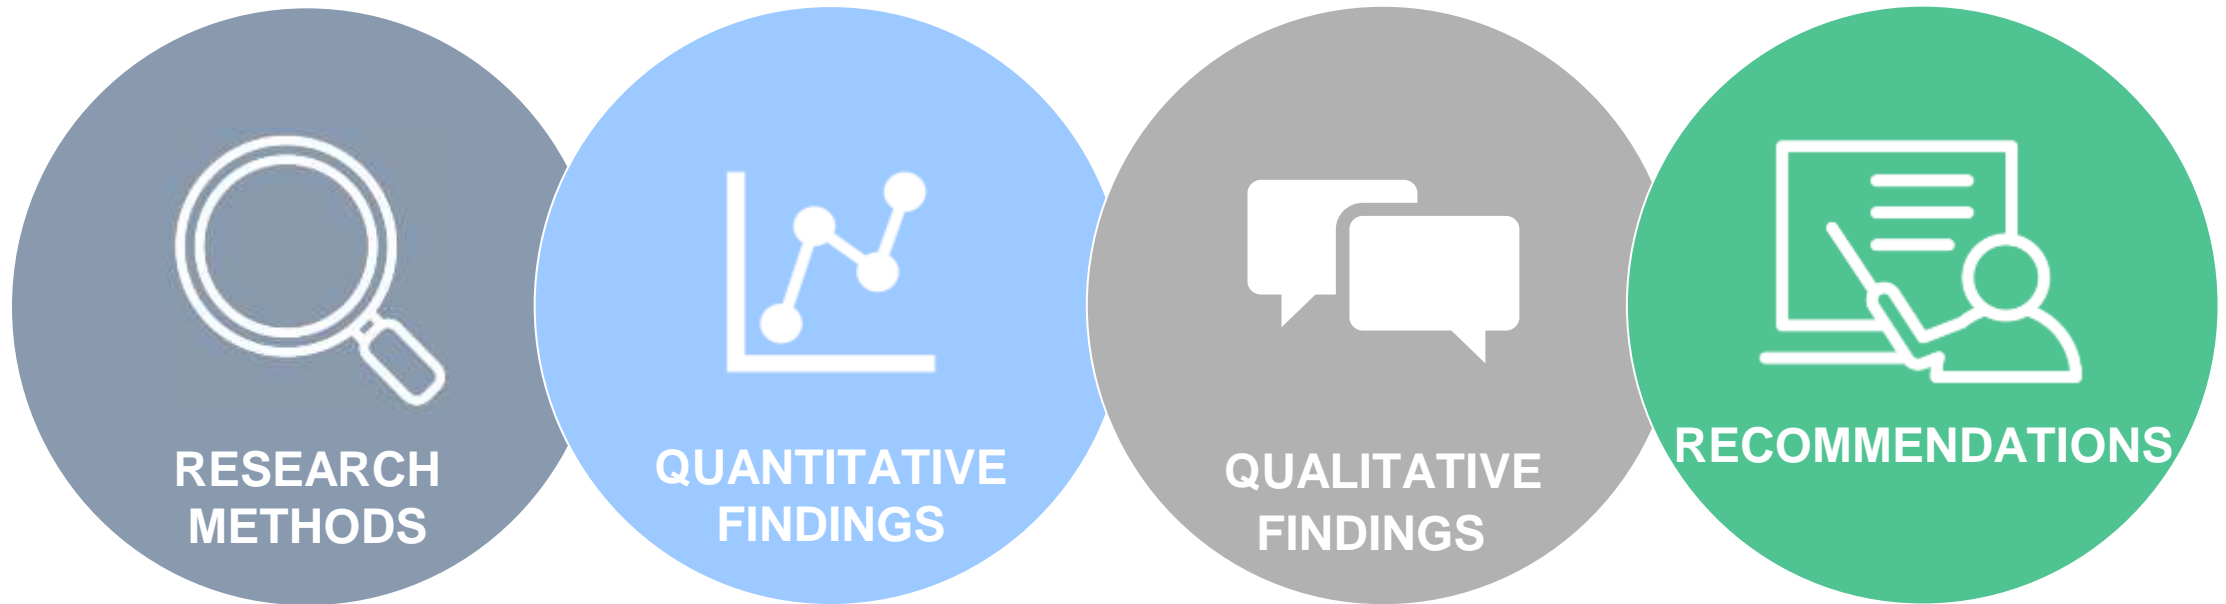 RESEARCH
METHODS
QUANTITATIVE
FINDINGS
QUALITATIVE
FINDINGS
RECOMMENDATIONS